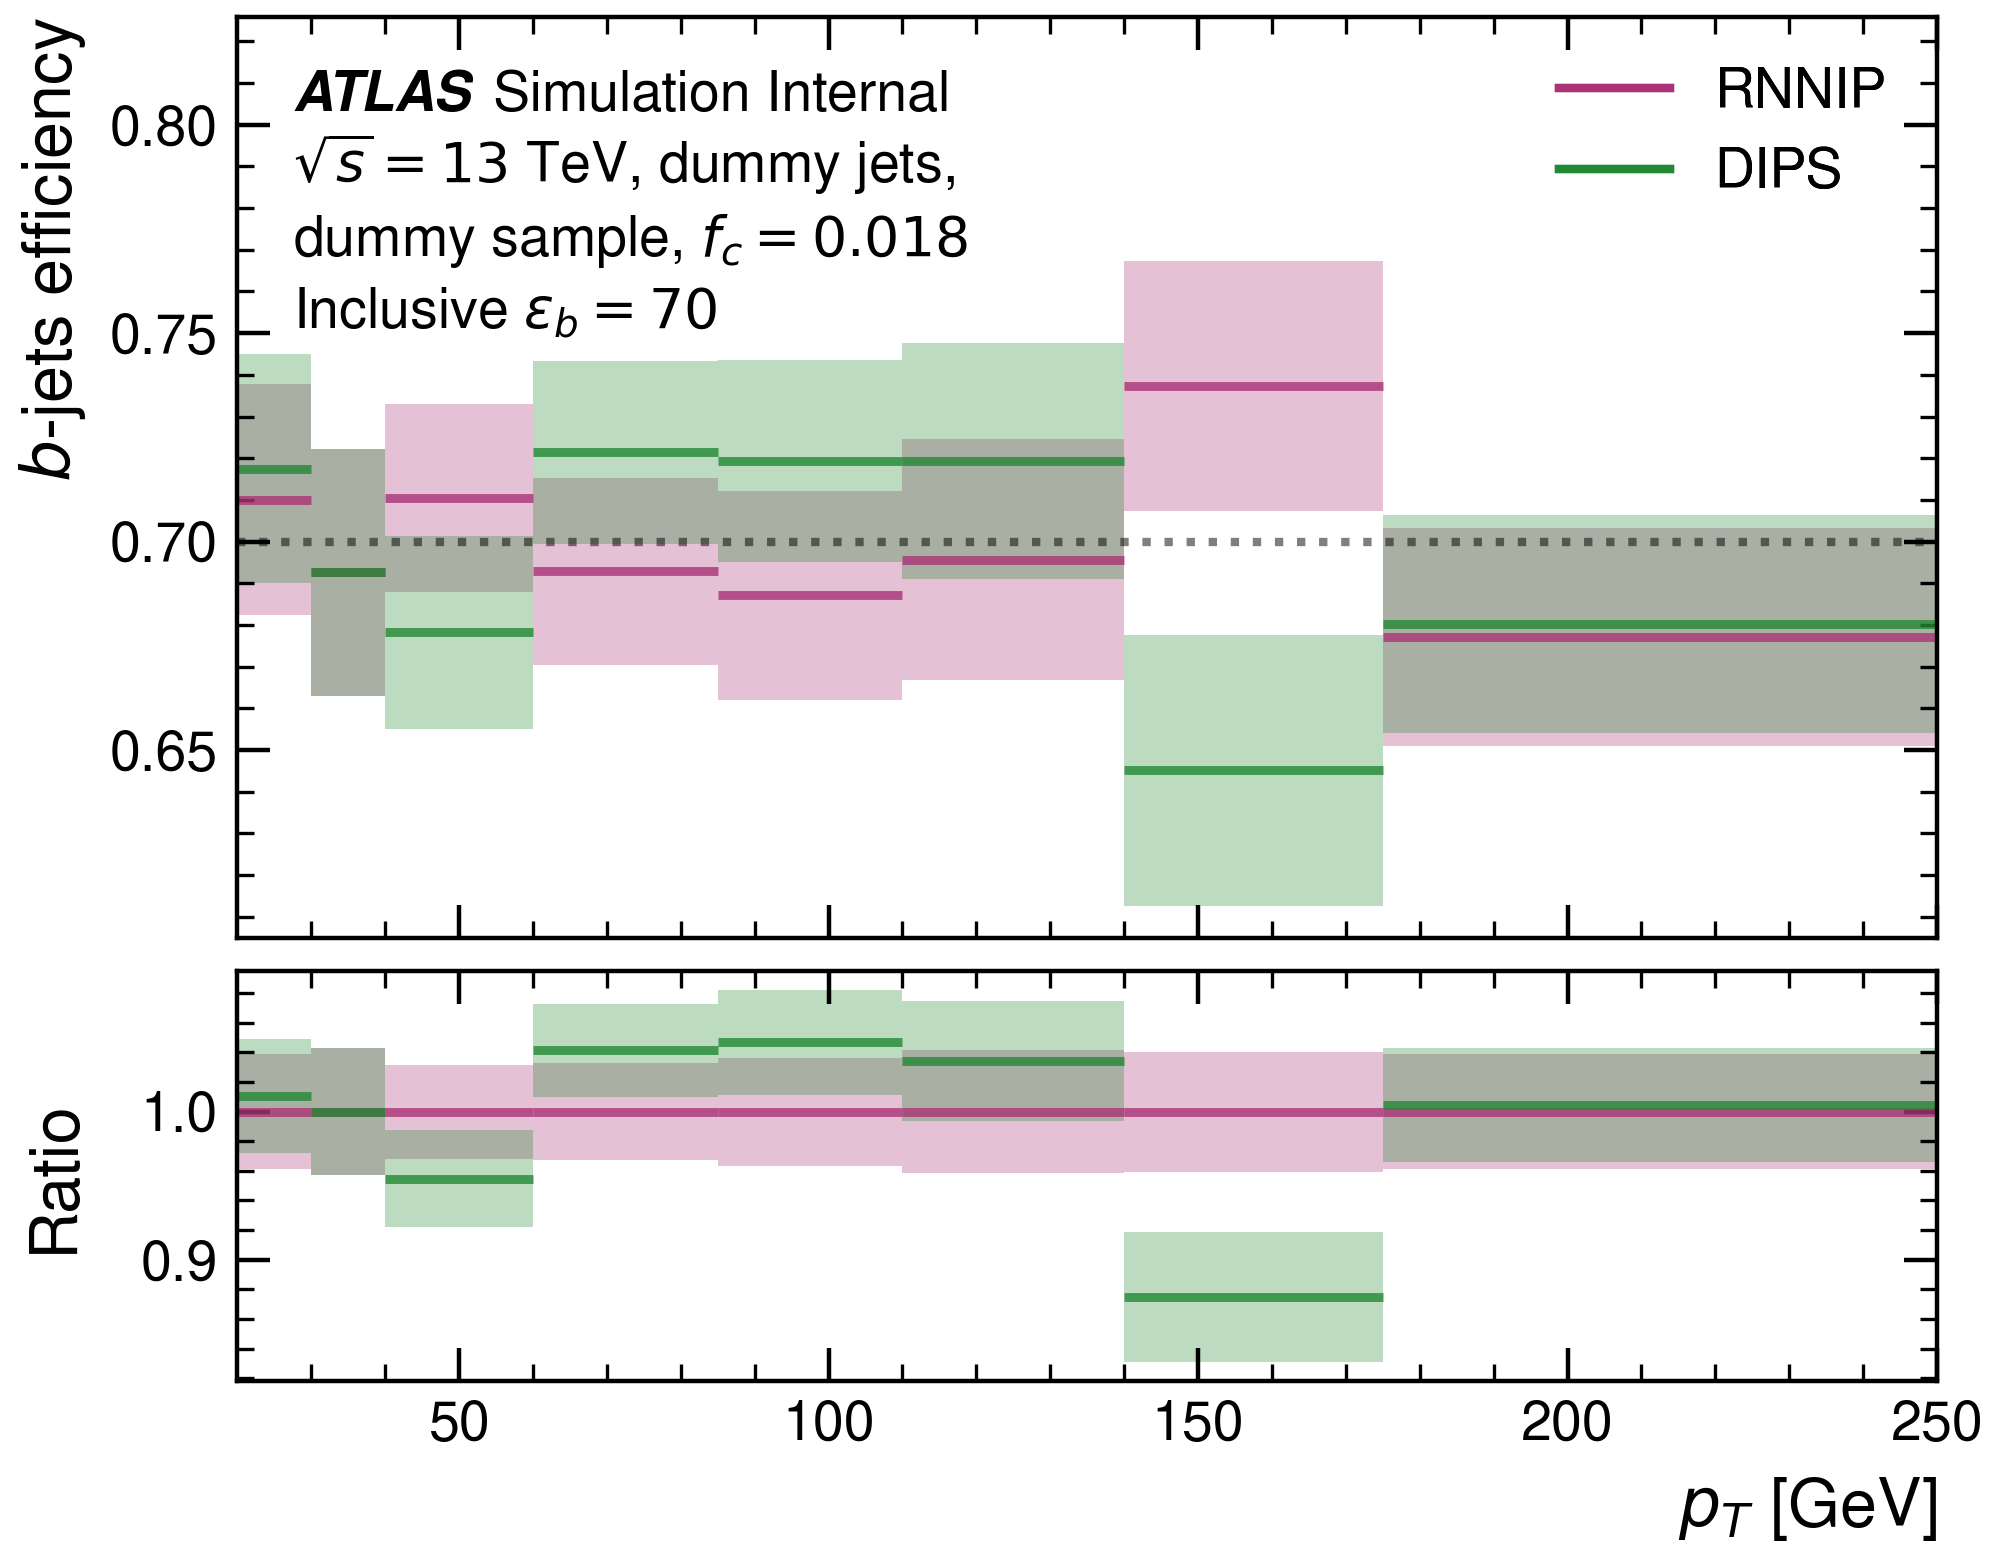 b-jets efficiency
ATLAS Simulation Internal
√s = 13 TeV, dummy jets,
dummy sample, f_c = 0.018
Inclusive ε_b = 70
RNNIP
DIPS
0.80
0.75
0.70
0.65
Ratio
1.0
0.9
50 100 150 200 250
p_T [GeV]